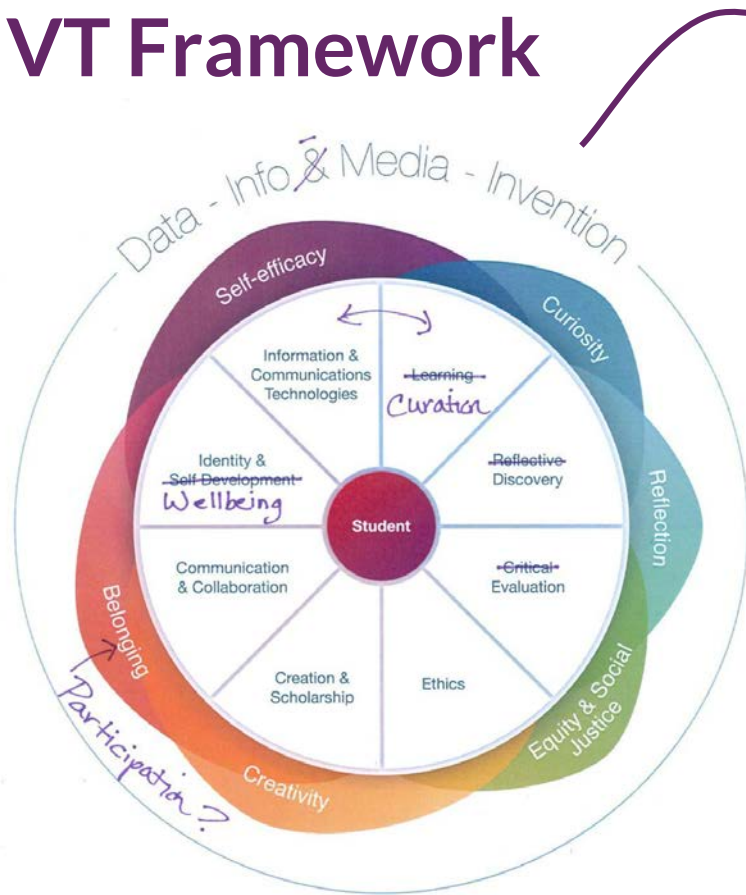 VT Framework
Data - Info & - Media - Invention
Self-efficacy
Curiosity
Reflection
Equity & Social
Justice
Creativity
Belonging
Participation?
Information &
Communications
Technologies
Learning
Curation
Reflective
Discovery
Critical
Evaluation
Ethics
Creation &
Scholarship
Communication
& Collaboration
Identity &
Self Development
Wellbeing
Student